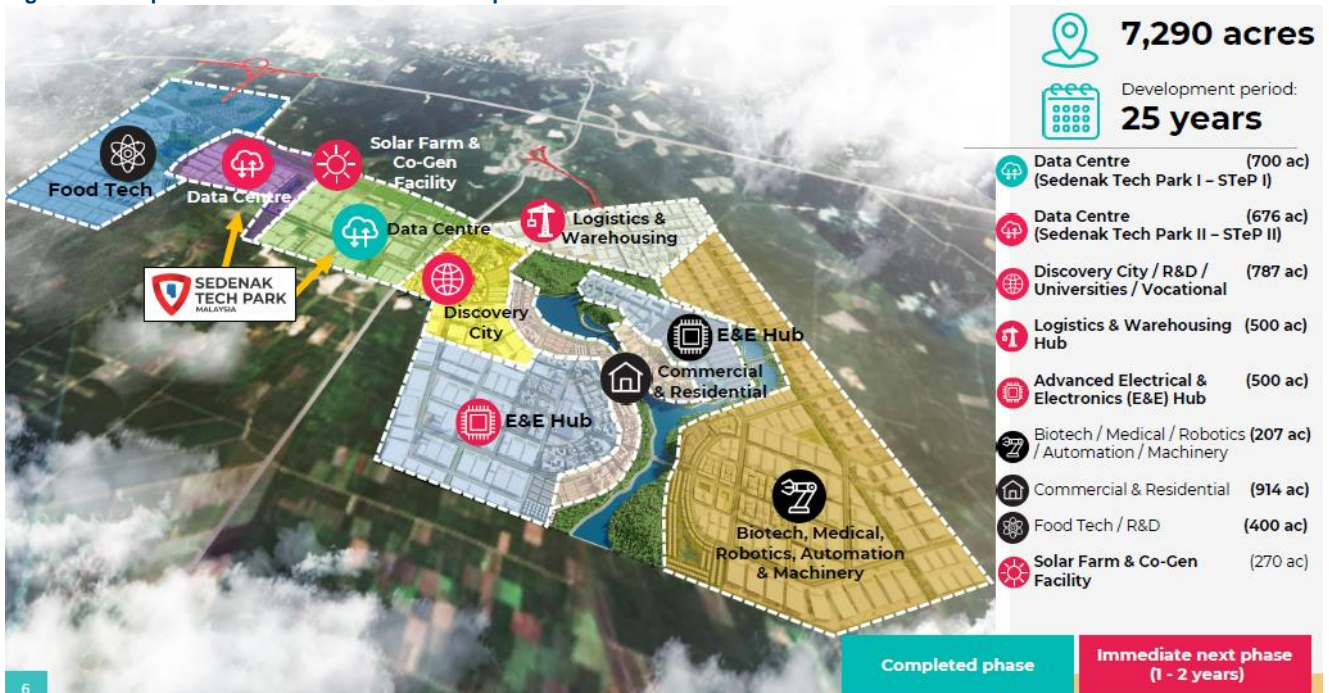 7,290 acres
Development period:
25 years
Food Tech
Data Centre
Solar Farm &
Co-Gen
Facility
Data Centre
Logistics &
Warehousing
SEDENAK
TECH PARK
MALAYSIA
Discovery
City
E&E Hub
Commercial
& Residential
E&E Hub
Biotech, Medical,
Robotics, Automation
& Machinery
Data Centre (700 ac)
(Sedenak Tech Park I – STeP I)
Data Centre (676 ac)
(Sedenak Tech Park II – STeP II)
Discovery City / R&D / (787 ac)
Universities / Vocational
Logistics & Warehousing (500 ac)
Hub
Advanced Electrical & (500 ac)
Electronics (E&E) Hub
Biotech / Medical / Robotics (207 ac)
/ Automation / Machinery
Commercial & Residential (914 ac)
Food Tech / R&D (400 ac)
Solar Farm & Co-Gen (270 ac)
Facility
Completed phase
Immediate next phase
(1 - 2 years)
6